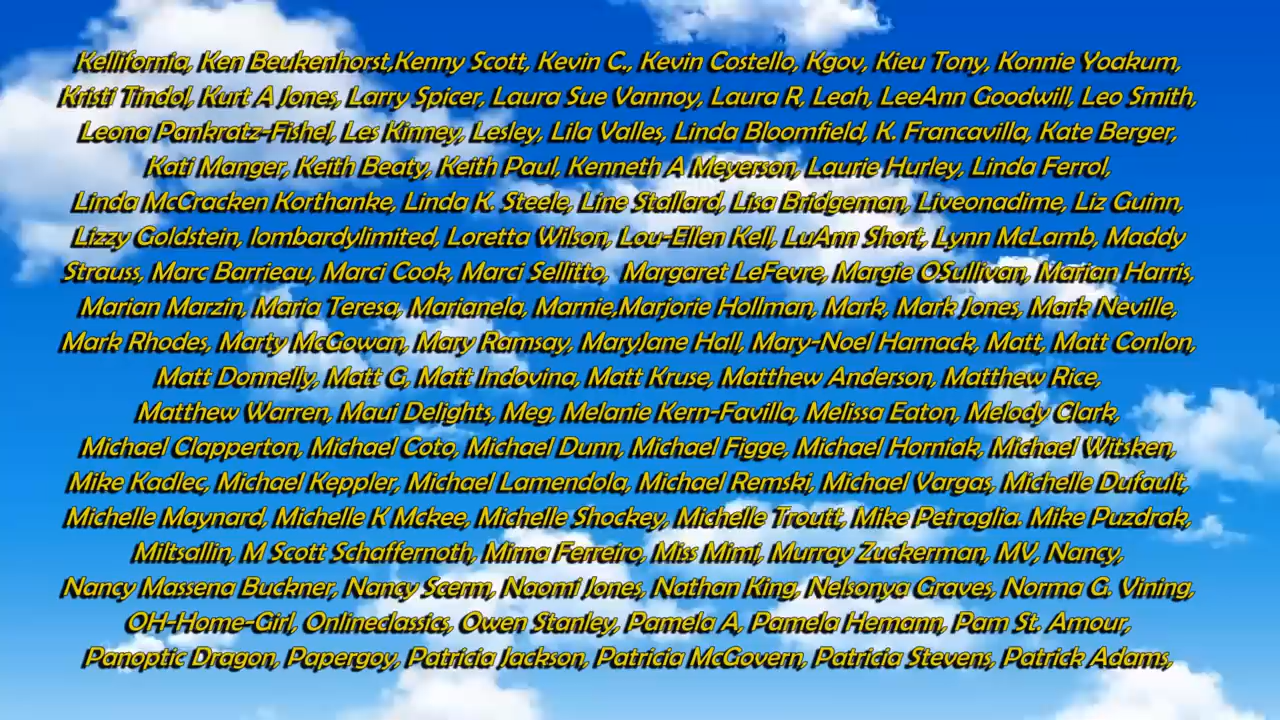 Kellifornia, Ken Beukenhorst,Kenny Scott, Kevin C., Kevin Costello, Kgov, Kieu Tony, Konnie Yoakum,
Kristi Tindol, Kurt A Jones, Larry Spicer, Laura Sue Vannoy, Laura R, Leah, LeeAnn Goodwill, Leo Smith,
Leona Pankratz-Fishel, Les Kinney, Lesley, Lila Valles, Linda Bloomfield, K. Francavilla, Kate Berger,
Kati Manger, Keith Beaty, Keith Paul, Kenneth A Meyerson, Laurie Hurley, Linda Ferrol,
Linda McCracken Korthanke, Linda K. Steele, Line Stallard, Lisa Bridgeman, Liveonadime, Liz Guinn,
Lizzy Goldstein, lombardylimited, Loretta Wilson, Lou-Ellen Kell, LuAnn Short, Lynn McLamb, Maddy
Strauss, Marc Barrieau, Marci Cook, Marci Sellitto, Margaret LeFevre, Margie OSullivan, Marian Harris,
Marian Marzin, Maria Teresa, Marianela, Marnie,Marjorie Hollman, Mark, Mark Jones, Mark Neville,
Mark Rhodes, Marty McGowan, Mary Ramsay, MaryJane Hall, Mary-Noel Harnack, Matt, Matt Conlon,
Matt Donnelly, Matt G, Matt Indovina, Matt Kruse, Matthew Anderson, Matthew Rice,
Matthew Warren, Maui Delights, Meg, Melanie Kern-Favilla, Melissa Eaton, Melody Clark,
Michael Clapperton, Michael Coto, Michael Dunn, Michael Figge, Michael Horniak, Michael Witsken,
Mike Kadlec, Michael Keppler, Michael Lamendola, Michael Remski, Michael Vargas, Michelle Dufault,
Michelle Maynard, Michelle K Mckee, Michelle Shockey, Michelle Troutt, Mike Petraglia. Mike Puzdrak,
Miltsallin, M Scott Schaffernoth, Mirna Ferreiro, Miss Mimi, Murray Zuckerman, MV, Nancy,
Nancy Massena Buckner, Nancy Scerm, Naomi Jones, Nathan King, Nelsonya Graves, Norma G. Vining,
OH-Home-Girl, Onlineclassics, Owen Stanley, Pamela A, Pamela Hemann, Pam St. Amour,
Panoptic Dragon, Papergoy, Patricia Jackson, Patricia McGovern, Patricia Stevens, Patrick Adams,